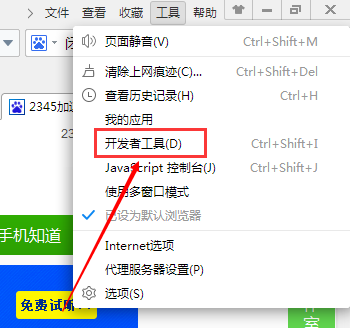 文件 查看 收藏 工具 帮助
页面静音(V) Ctrl+Shift+M
清除上网痕迹(C)... Ctrl+Shift+Del
查看历史记录(H) Ctrl+H
我的应用
2345加
开发者工具(D) Ctrl+Shift+I
23
JavaScript 控制台(J) Ctrl+Shift+J
使用多窗口模式
已设为默认浏览器
手机知道
Internet选项
代理服务器设置(P)
选项(S)
免费试
室